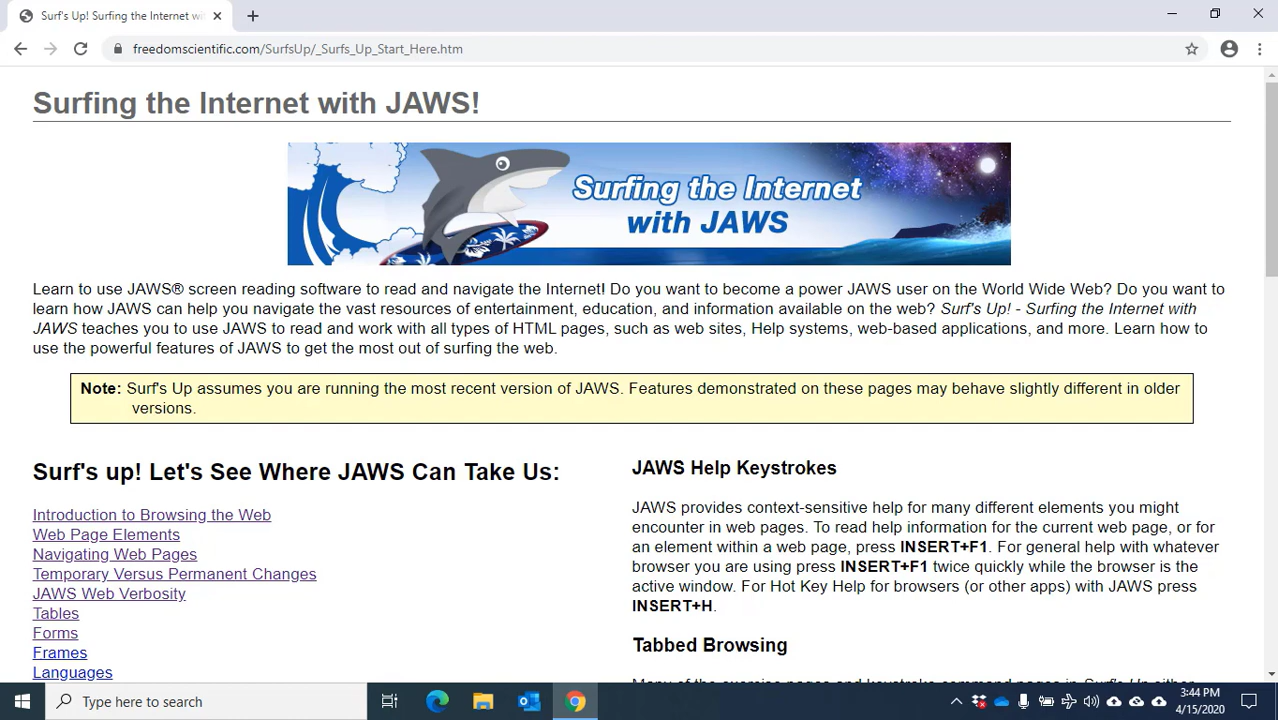 Surf's Up! Surfing the Internet wi
freedomscientific.com/SurfsUp/_Surfs_Up_Start_Here.htm
Surfing the Internet with JAWS!
Surfing the Internet
with JAWS
Learn to use JAWS® screen reading software to read and navigate the Internet! Do you want to become a power JAWS user on the World Wide Web? Do you want to
learn how JAWS can help you navigate the vast resources of entertainment, education, and information available on the web? Surf's Up! - Surfing the Internet with
JAWS teaches you to use JAWS to read and work with all types of HTML pages, such as web sites, Help systems, web-based applications, and more. Learn how to
use the powerful features of JAWS to get the most out of surfing the web.
Note: Surf's Up assumes you are running the most recent version of JAWS. Features demonstrated on these pages may behave slightly different in older
versions.
Surf's up! Let's See Where JAWS Can Take Us:
Introduction to Browsing the Web
Web Page Elements
Navigating Web Pages
Temporary Versus Permanent Changes
JAWS Web Verbosity
Tables
Forms
Frames
Languages
JAWS Help Keystrokes
JAWS provides context-sensitive help for many different elements you might
encounter in web pages. To read help information for the current web page, or for
an element within a web page, press INSERT+F1. For general help with whatever
browser you are using press INSERT+F1 twice quickly while the browser is the
active window. For Hot Key Help for browsers (or other apps) with JAWS press
INSERT+H.
Tabbed Browsing
Many of the exercise pages and keystroke command pages in Surf's Up either
Type here to search
3:44 PM
4/15/2020